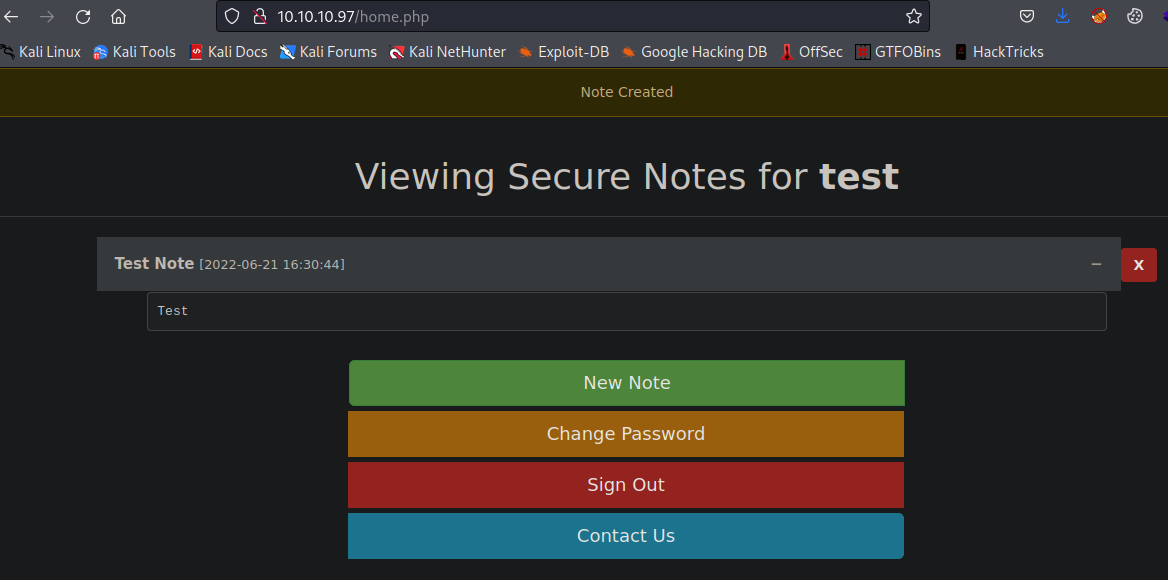 10.10.10.97/home.php
Kali Linux Kali Tools Kali Docs Kali Forums Kali NetHunter Exploit-DB Google Hacking DB OffSec GTFOBins HackTricks
Note Created
Viewing Secure Notes for test
Test Note [2022-06-21 16:30:44] − X
Test
New Note
Change Password
Sign Out
Contact Us